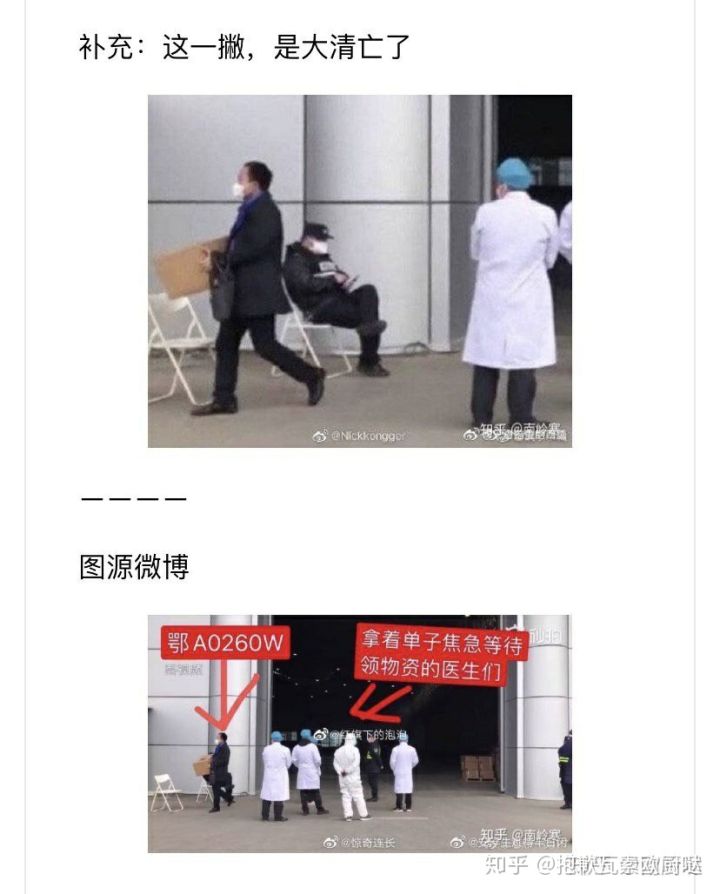 补充：这一撇，是大清亡了
@Nickkongger
知乎 @南岭寒
————
图源微博
鄂A0260W
拿着单子焦急等待
领物资的医生们
@红旗下的泡泡
@惊奇连长
知乎 @南岭寒
知乎